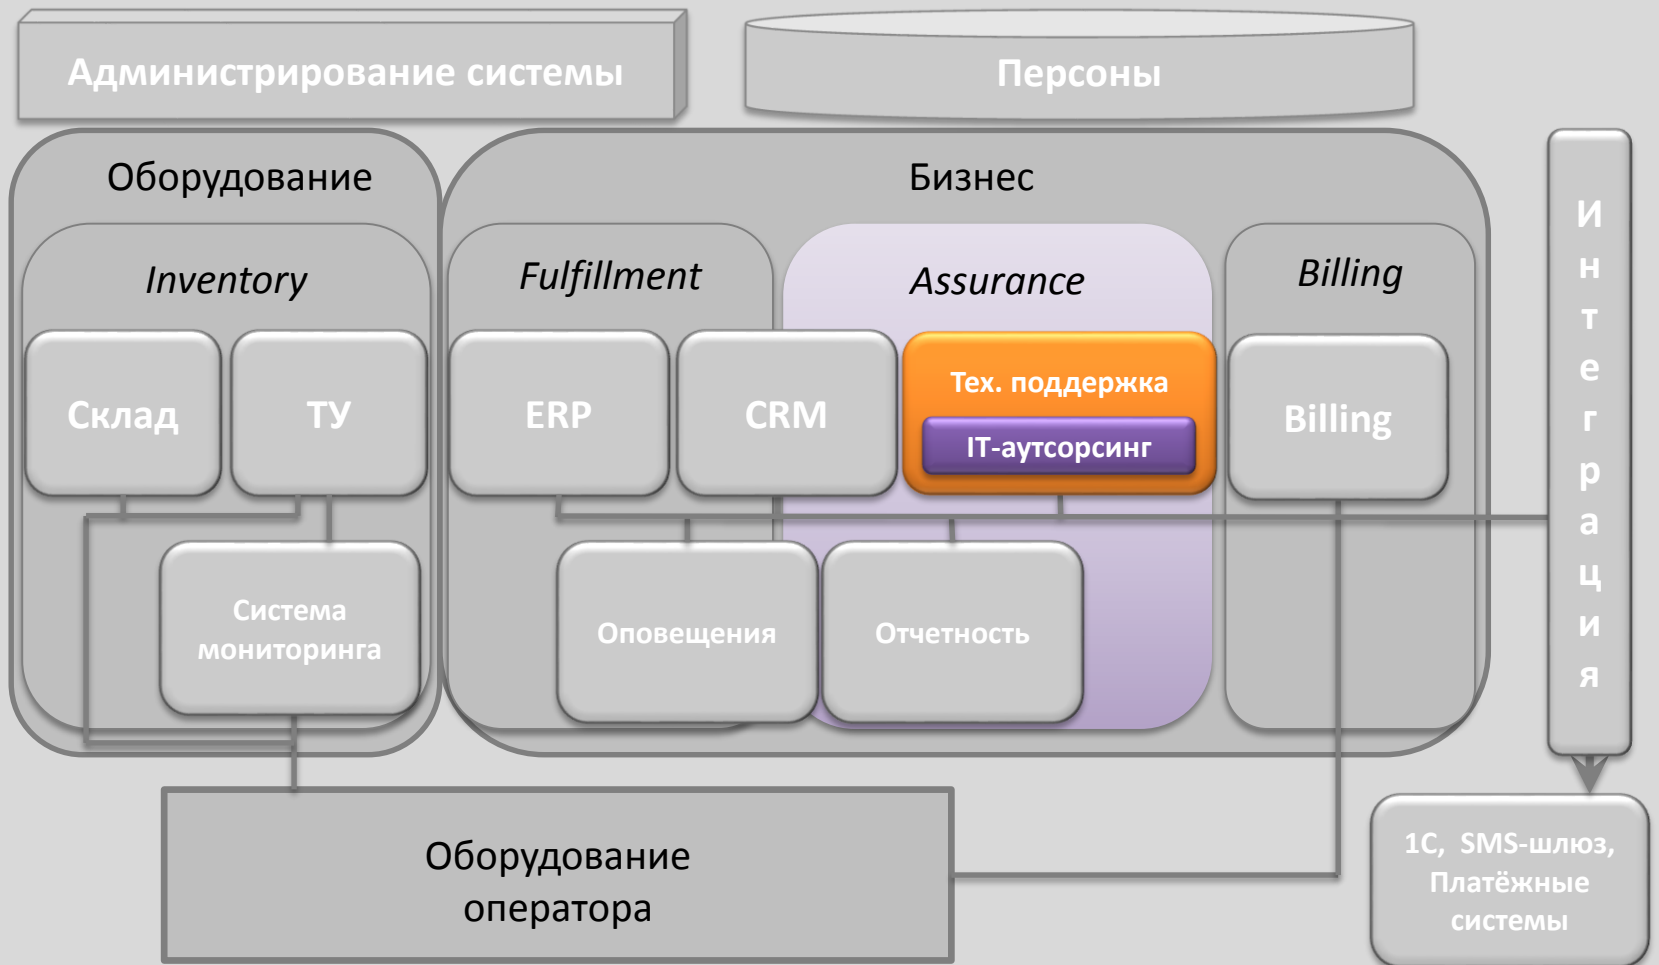 Администрирование системы
Персоны
Оборудование
Бизнес
Inventory
Fulfillment
Assurance
Billing
Склад
ТУ
ERP
CRM
Тех. поддержка
IT-аутсорсинг
Billing
Система
мониторинга
Оповещения
Отчетность
И
н
т
е
г
р
а
ц
и
я
Оборудование
оператора
1С, SMS-шлюз,
Платёжные
системы